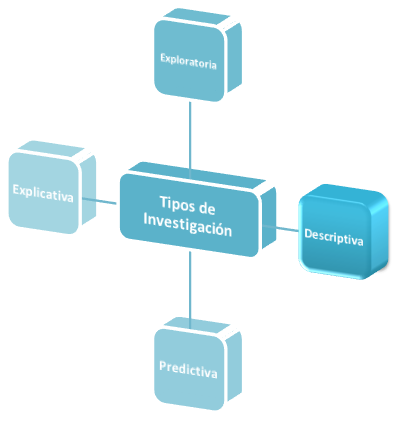 Exploratoria
Explicativa
Tipos de
Investigación
Descriptiva
Predictiva